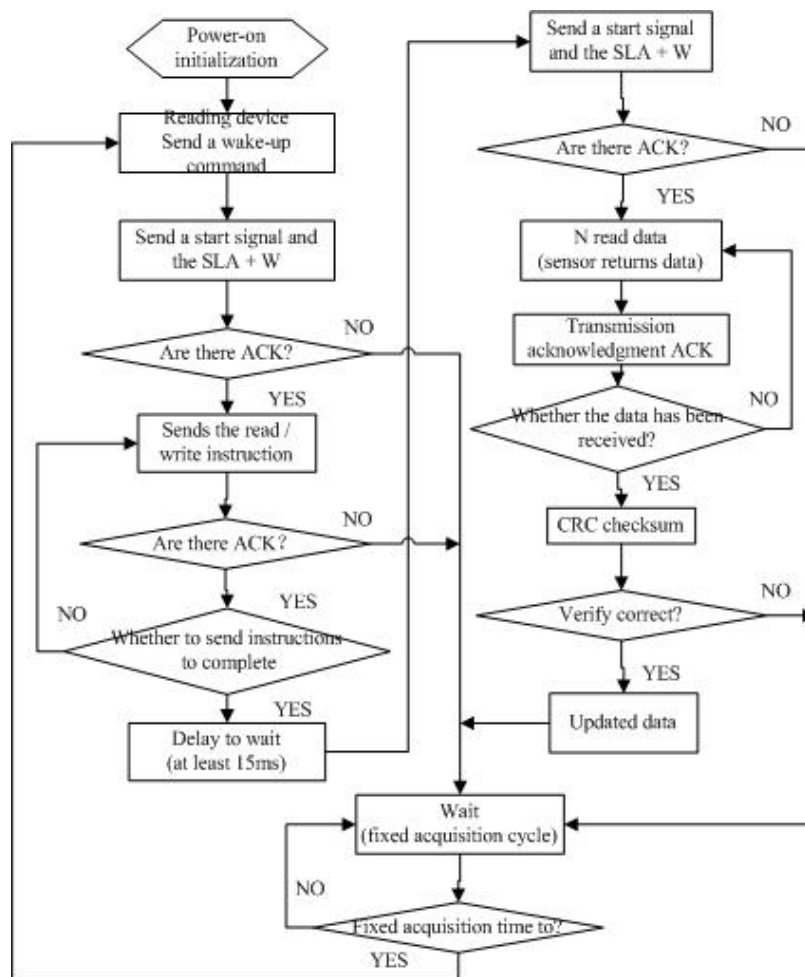 Power-on
initialization
Reading device
Send a wake-up
command
Send a start signal and
the SLA + W
Are there ACK?
NO
YES
Sends the read /
write instruction
Are there ACK?
NO
YES
Whether to send instructions
to complete
NO
YES
Delay to wait
(at least 15ms)
Send a start signal
and the SLA + W
Are there ACK?
NO
YES
N read data
(sensor returns data)
Transmission
acknowledgment ACK
Whether the data has been
received?
NO
YES
CRC checksum
Verify correct?
NO
YES
Updated data
Wait
(fixed acquisition cycle)
NO
Fixed acquisition time to?
YES